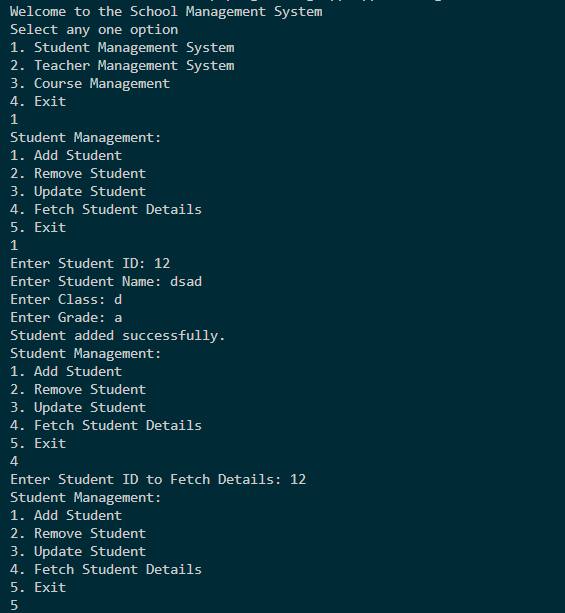 Welcome to the School Management System
Select any one option
1. Student Management System
2. Teacher Management System
3. Course Management
4. Exit
1
Student Management:
1. Add Student
2. Remove Student
3. Update Student
4. Fetch Student Details
5. Exit
1
Enter Student ID: 12
Enter Student Name: dsad
Enter Class: d
Enter Grade: a
Student added successfully.
Student Management:
1. Add Student
2. Remove Student
3. Update Student
4. Fetch Student Details
5. Exit
4
Enter Student ID to Fetch Details: 12
Student Management:
1. Add Student
2. Remove Student
3. Update Student
4. Fetch Student Details
5. Exit
5